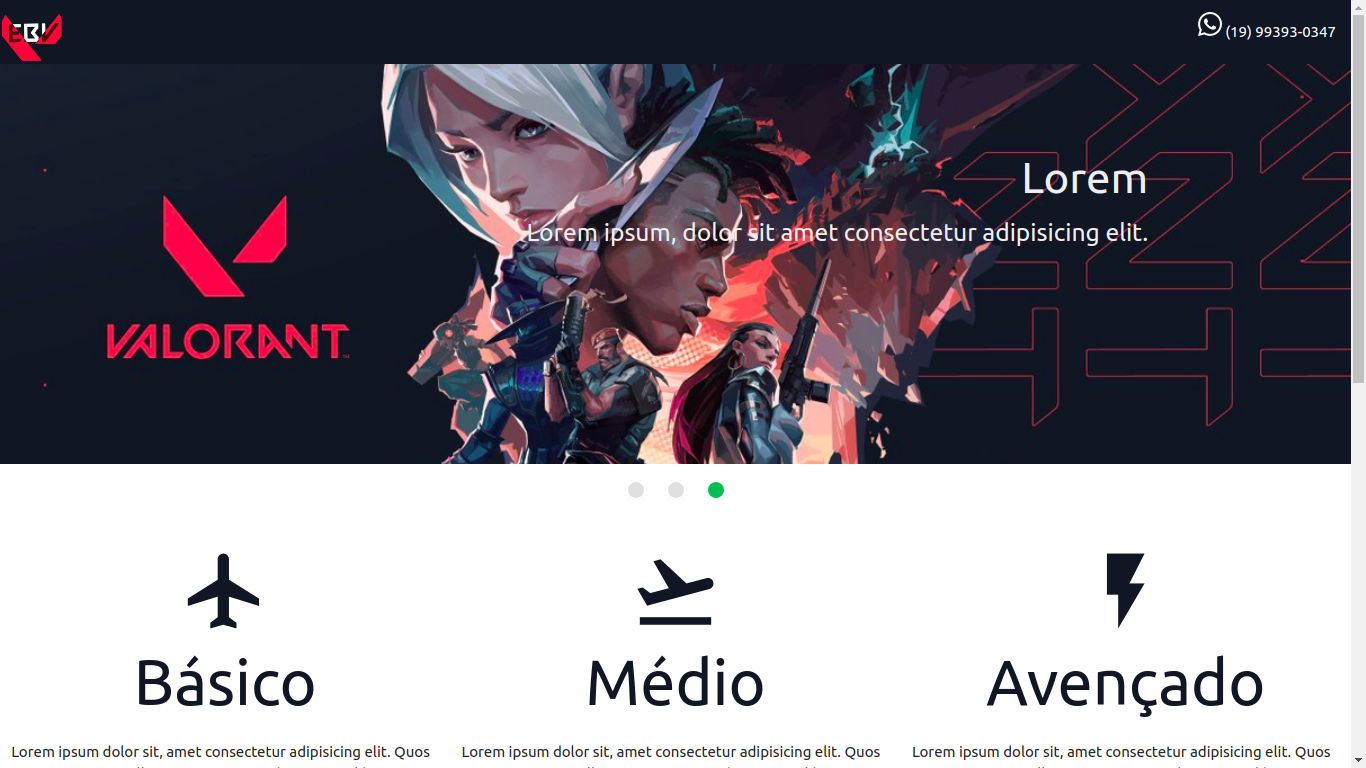 EBV
(19) 99393-0347
Lorem
Lorem ipsum, dolor sit amet consectetur adipisicing elit.
VALORANT
Básico
Médio
Avençado
Lorem ipsum dolor sit, amet consectetur adipisicing elit. Quos
Lorem ipsum dolor sit, amet consectetur adipisicing elit. Quos
Lorem ipsum dolor sit, amet consectetur adipisicing elit. Quos